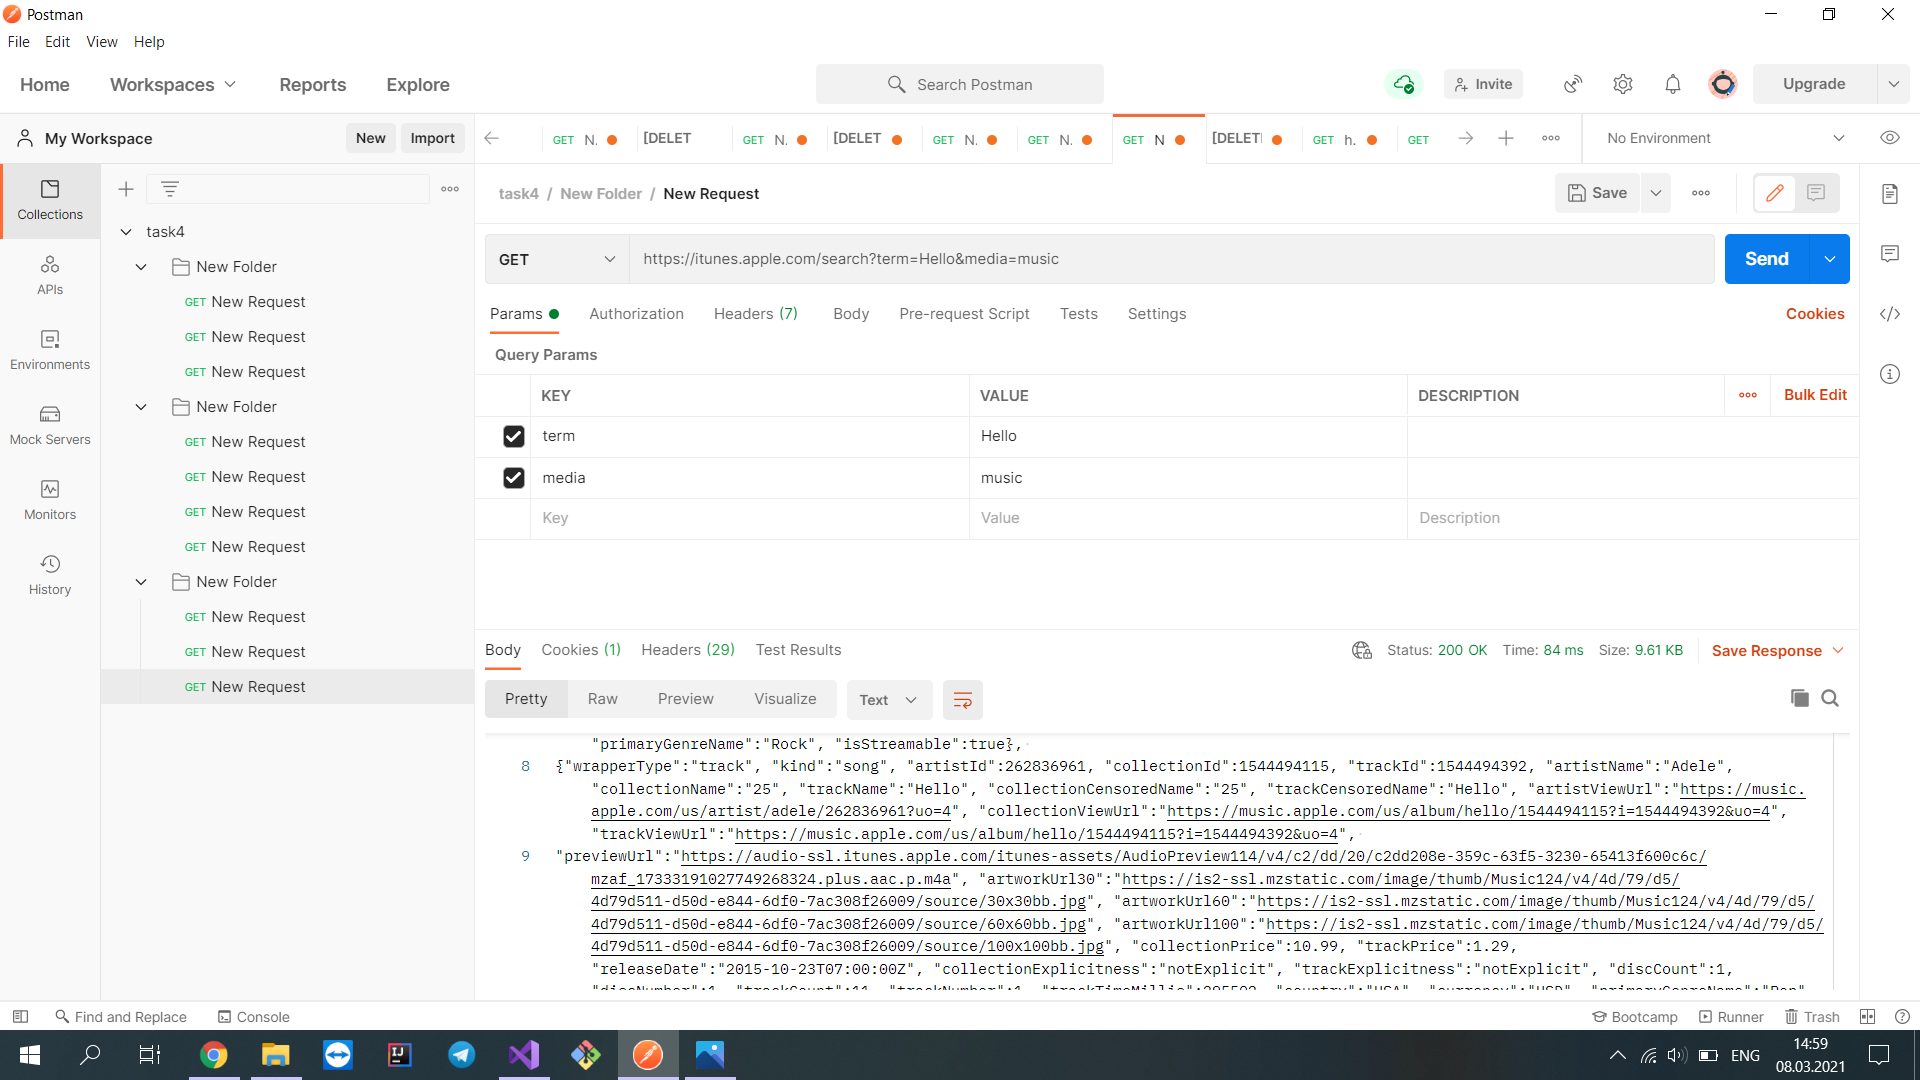 Postman
File Edit View Help
Home Workspaces Reports Explore Search Postman Invite Upgrade
My Workspace New Import
GET N. [DELET GET N. [DELET GET N. GET N. GET N [DELETI GET h. GET
No Environment
Collections
APIs
Environments
Mock Servers
Monitors
History
task4
New Folder
GET New Request
GET New Request
GET New Request
New Folder
GET New Request
GET New Request
GET New Request
GET New Request
New Folder
GET New Request
GET New Request
GET New Request
task4 / New Folder / New Request Save
GET https://itunes.apple.com/search?term=Hello&media=music Send
Params Authorization Headers (7) Body Pre-request Script Tests Settings Cookies
Query Params
KEY VALUE DESCRIPTION Bulk Edit
term Hello
media music
Key Value Description
Body Cookies (1) Headers (29) Test Results Status: 200 OK Time: 84 ms Size: 9.61 KB Save Response
Pretty Raw Preview Visualize Text
"primaryGenreName":"Rock", "isStreamable":true},
8 {"wrapperType":"track", "kind":"song", "artistId":262836961, "collectionId":1544494115, "trackId":1544494392, "artistName":"Adele",
"collectionName":"25", "trackName":"Hello", "collectionCensoredName":"25", "trackCensoredName":"Hello", "artistViewUrl":"https://music.
apple.com/us/artist/adele/262836961?uo=4", "collectionViewUrl":"https://music.apple.com/us/album/hello/1544494115?i=1544494392&uo=4",
"trackViewUrl":"https://music.apple.com/us/album/hello/1544494115?i=1544494392&uo=4",
9 "previewUrl":"https://audio-ssl.itunes.apple.com/itunes-assets/AudioPreview114/v4/c2/dd/20/c2dd208e-359c-63f5-3230-65413f600c6c/
mzaf_17333191027749268324.plus.aac.p.m4a", "artworkUrl30":"https://is2-ssl.mzstatic.com/image/thumb/Music124/v4/4d/79/d5/
4d79d511-d50d-e844-6df0-7ac308f26009/source/30x30bb.jpg", "artworkUrl60":"https://is2-ssl.mzstatic.com/image/thumb/Music124/v4/4d/79/d5/
4d79d511-d50d-e844-6df0-7ac308f26009/source/60x60bb.jpg", "artworkUrl100":"https://is2-ssl.mzstatic.com/image/thumb/Music124/v4/4d/79/d5/
4d79d511-d50d-e844-6df0-7ac308f26009/source/100x100bb.jpg", "collectionPrice":10.99, "trackPrice":1.29,
"releaseDate":"2015-10-23T07:00:00Z", "collectionExplicitness":"notExplicit", "trackExplicitness":"notExplicit", "discCount":1,
"discNumber":1, "trackCount":11, "trackNumber":1, "trackTimeMillis":295502, "country":"USA", "currency":"USD", "primaryGenreName":"Pop",
Find and Replace Console Bootcamp Runner Trash
ENG
14:59
08.03.2021